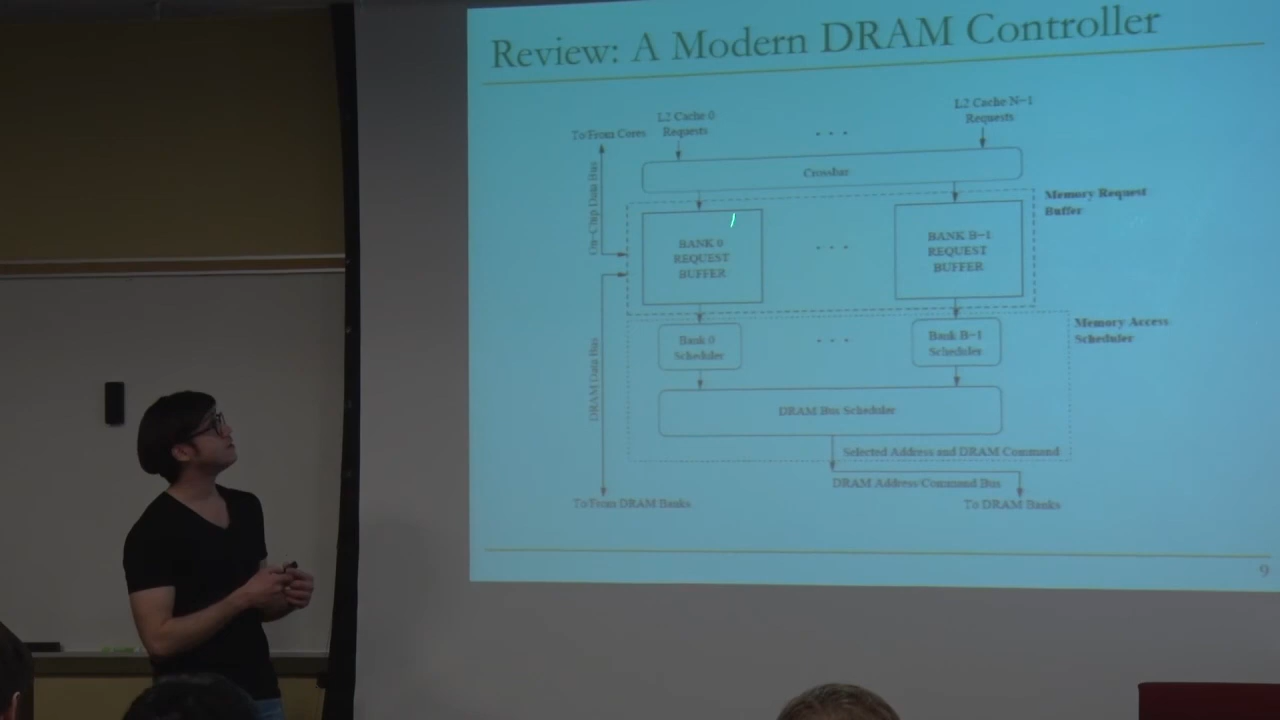 Review: A Modern DRAM Controller
L2 Cache 0
Requests
L2 Cache N-1
Requests
To/From Cores
. . .
Crossbar
On-Chip Data Bus
Memory Request
Buffer
BANK 0
REQUEST
BUFFER
. . .
BANK B-1
REQUEST
BUFFER
Memory Access
Scheduler
Bank 0
Scheduler
. . .
Bank B-1
Scheduler
DRAM Data Bus
DRAM Bus Scheduler
Selected Address and DRAM Command
DRAM Address/Command Bus
To/From DRAM Banks
To DRAM Banks
9